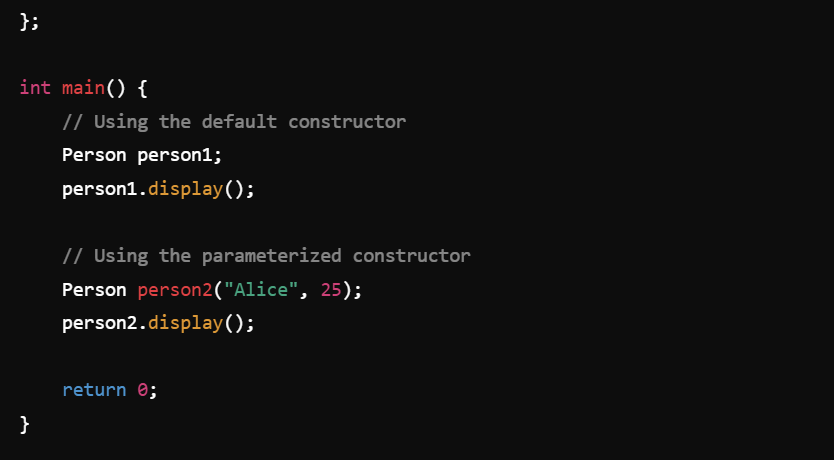 };
int main() {
    // Using the default constructor
    Person person1;
    person1.display();
    // Using the parameterized constructor
    Person person2("Alice", 25);
    person2.display();
    return 0;
}